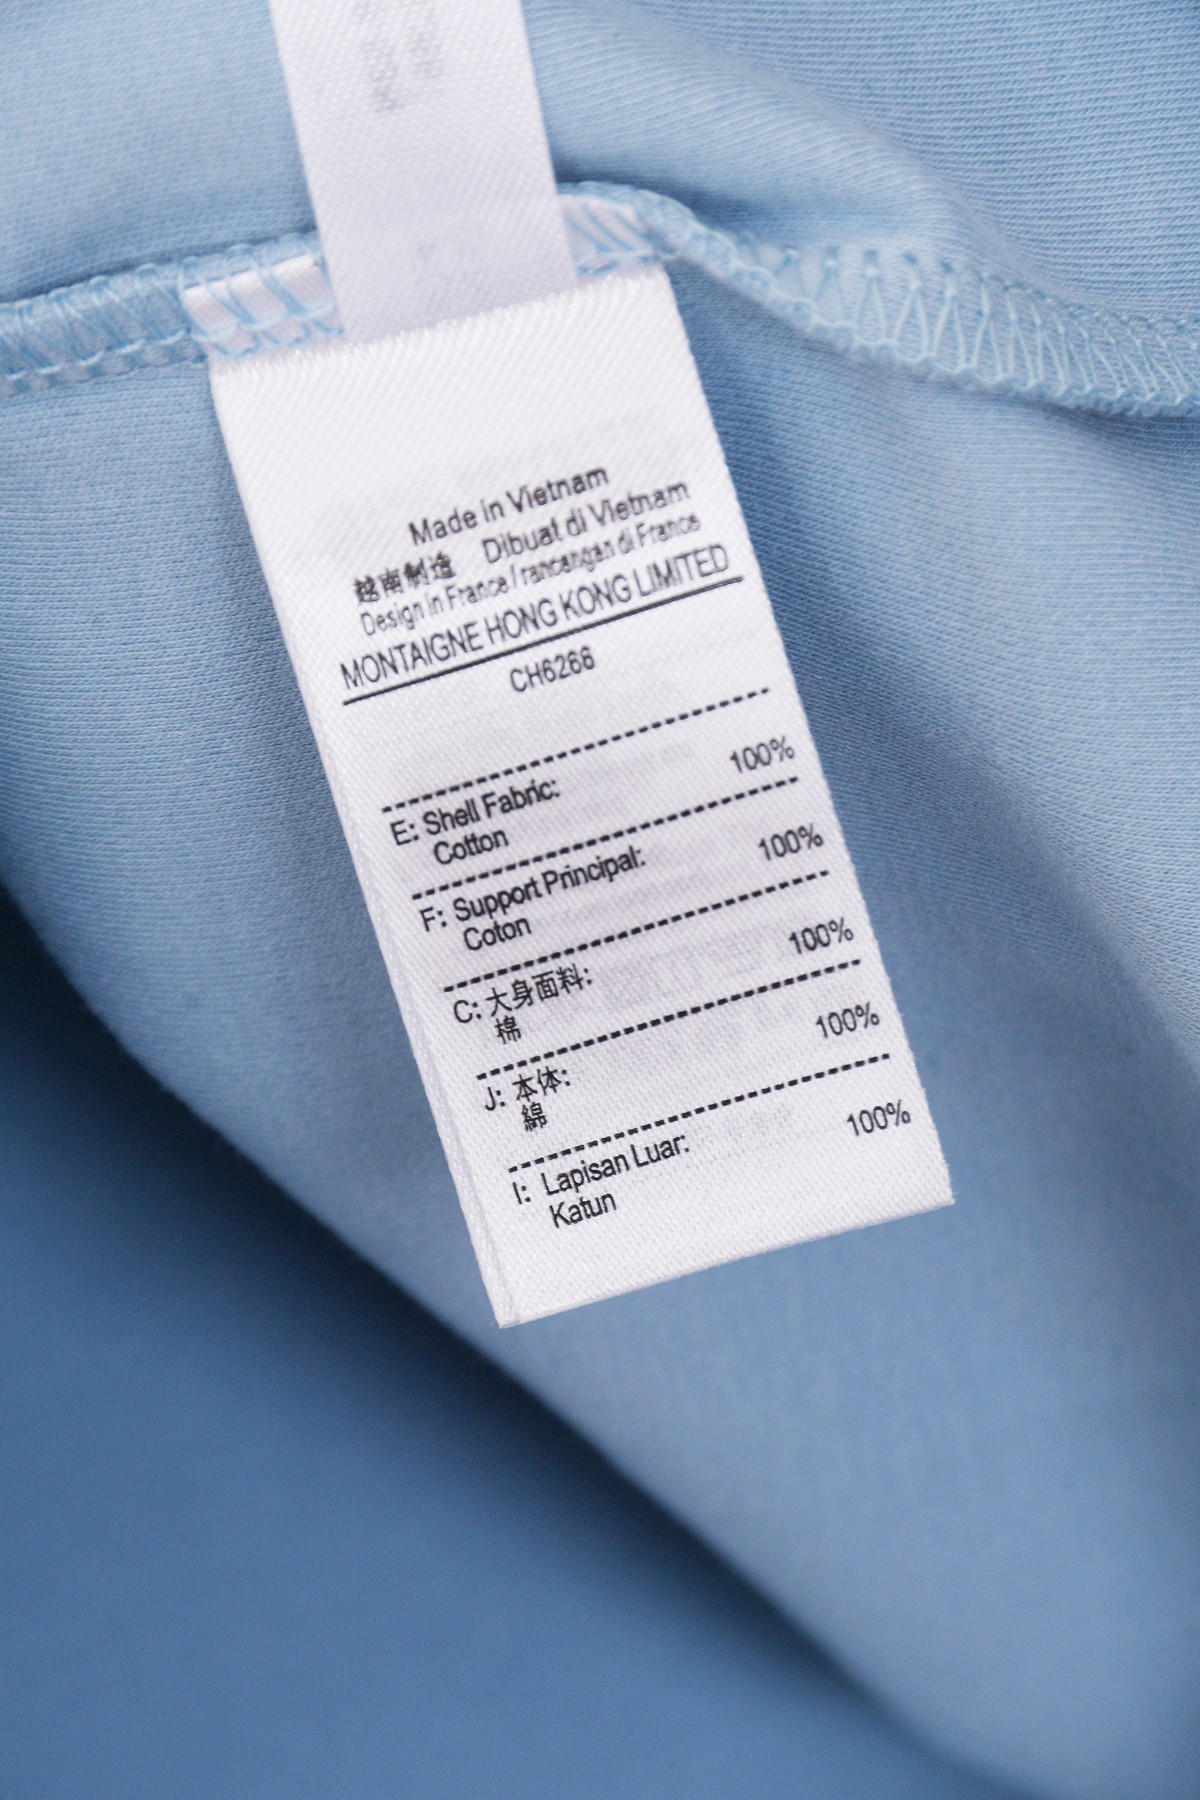 Made in Vietnam
越南制造 Dibuat di Vietnam
Design in France / rancangan di France
MONTAIGNE HONG KONG LIMITED
CH6266
E: Shell Fabric:
Cotton 100%
F: Support Principal:
Coton 100%
C: 大身面料:
棉 100%
J: 本体:
綿 100%
I: Lapisan Luar:
Katun 100%